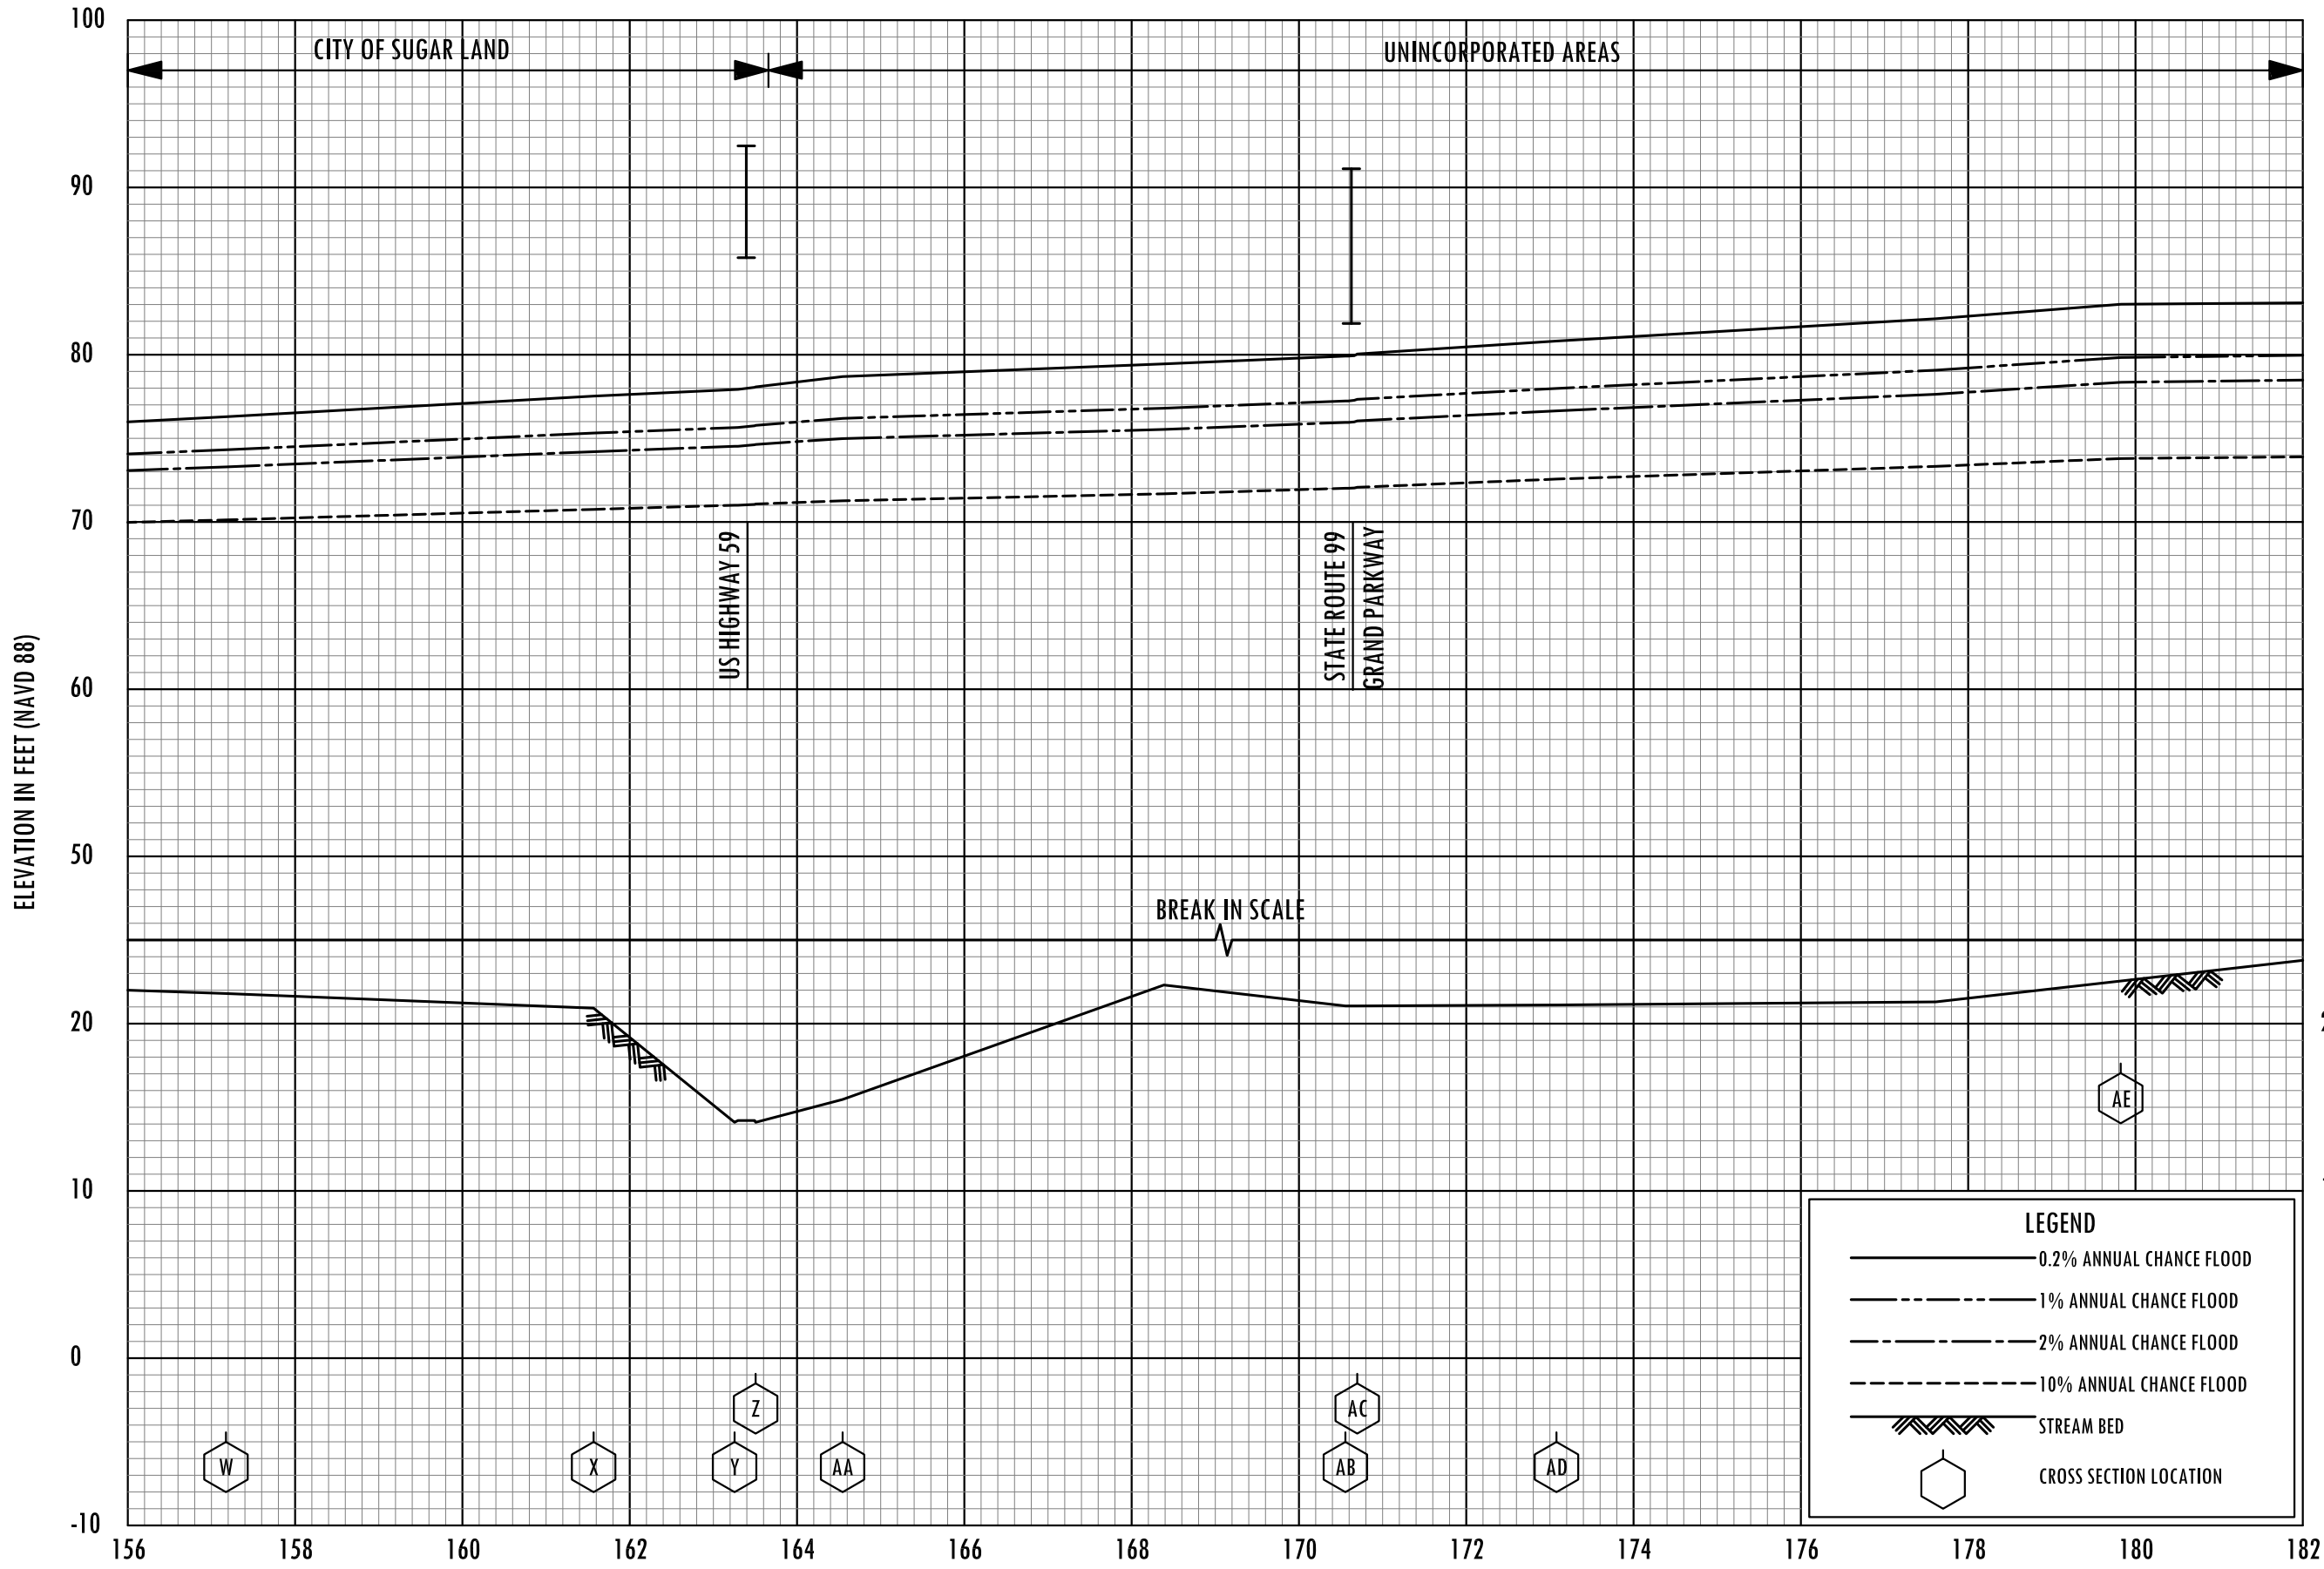 100
CITY OF SUGAR LAND
UNINCORPORATED AREAS
90
80
70
US HIGHWAY 59
STATE ROUTE 99
GRAND PARKWAY
60
ELEVATION IN FEET (NAVD 88)
50
BREAK IN SCALE
20
AE
10
LEGEND
0.2% ANNUAL CHANCE FLOOD
1% ANNUAL CHANCE FLOOD
2% ANNUAL CHANCE FLOOD
10% ANNUAL CHANCE FLOOD
STREAM BED
CROSS SECTION LOCATION
0
Z
AC
W
X
Y
AA
AB
AD
-10
156 158 160 162 164 166 168 170 172 174 176 178 180 182